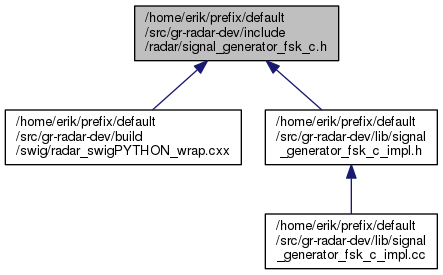 /home/erik/prefix/default
/src/gr-radar-dev/include
/radar/signal_generator_fsk_c.h
/home/erik/prefix/default
/src/gr-radar-dev/build
/swig/radar_swigPYTHON_wrap.cxx
/home/erik/prefix/default
/src/gr-radar-dev/lib/signal
_generator_fsk_c_impl.h
/home/erik/prefix/default
/src/gr-radar-dev/lib/signal
_generator_fsk_c_impl.cc